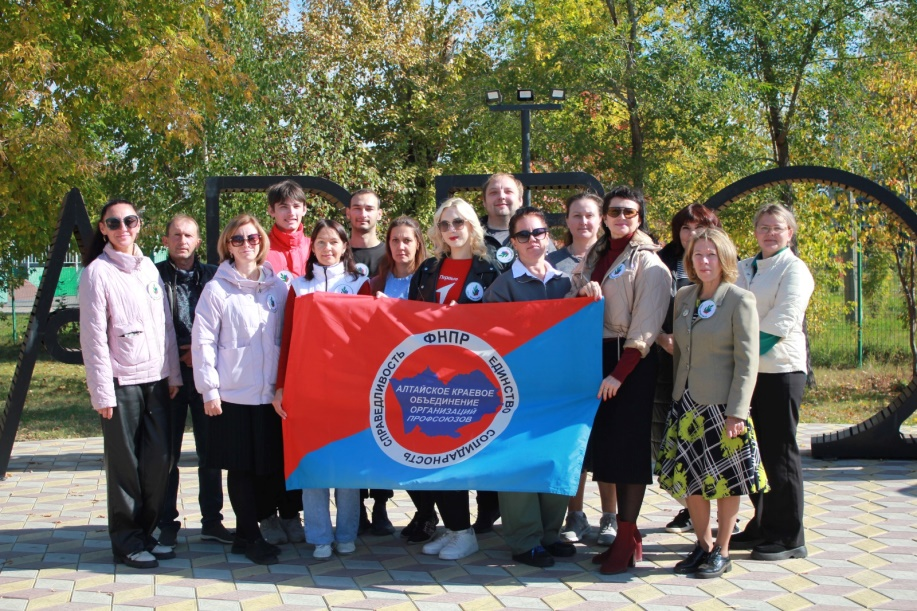 ФНПР
СПРАВЕДЛИВОСТЬ
ЕДИНСТВО
СОЛИДАРНОСТЬ
АЛТАЙСКОЕ КРАЕВОЕ
ОБЪЕДИНЕНИЕ
ОРГАНИЗАЦИЙ
ПРОФСОЮЗОВ